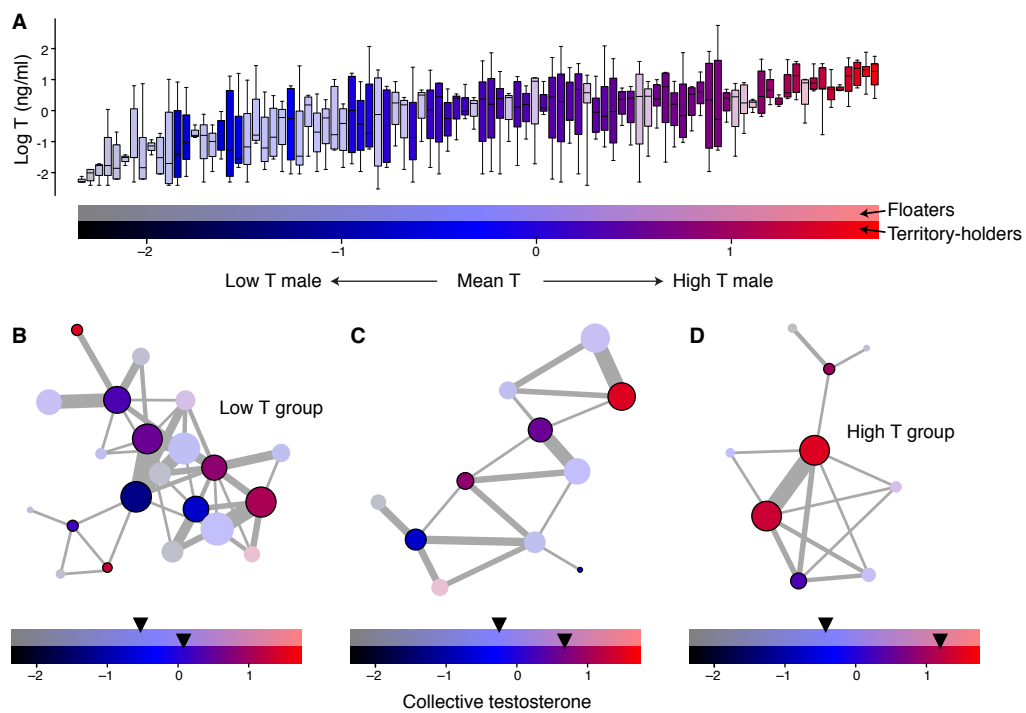 A
Log T (ng/ml)
2
1
0
-1
-2
Floaters
Territory-holders
-2 -1 0 1
Low T male Mean T High T male
B C D
Low T group
High T group
-2 -1 0 1
-2 -1 0 1
-2 -1 0 1
Collective testosterone